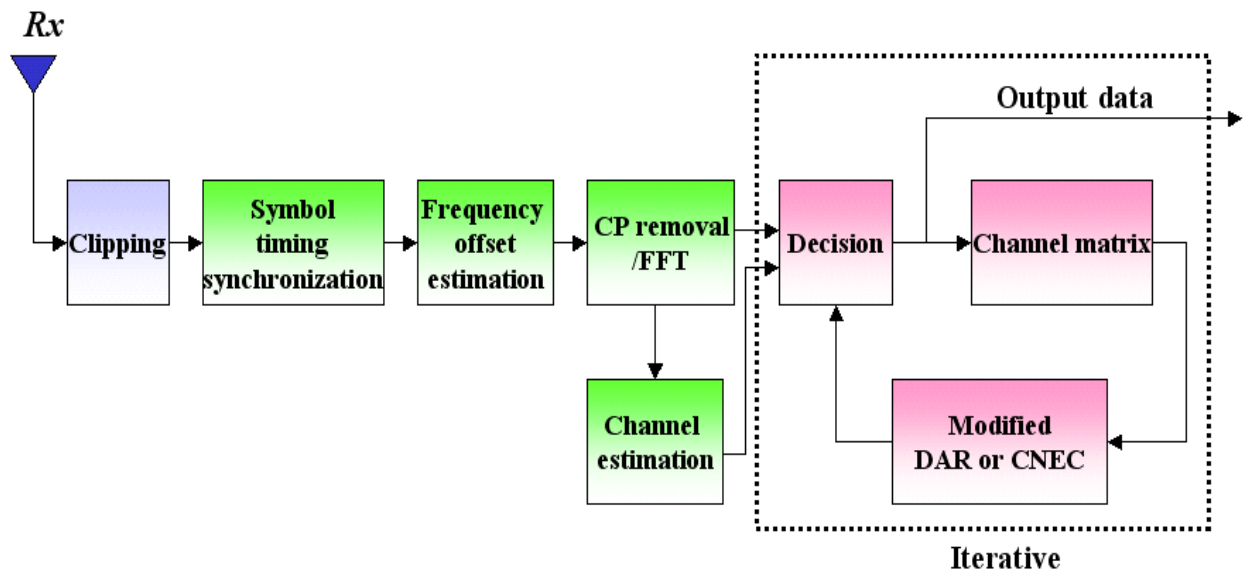 Rx
Output data
Clipping
Symbol
timing
synchronization
Frequency
offset
estimation
CP removal
/FFT
Decision
Channel matrix
Channel
estimation
Modified
DAR or CNEC
Iterative